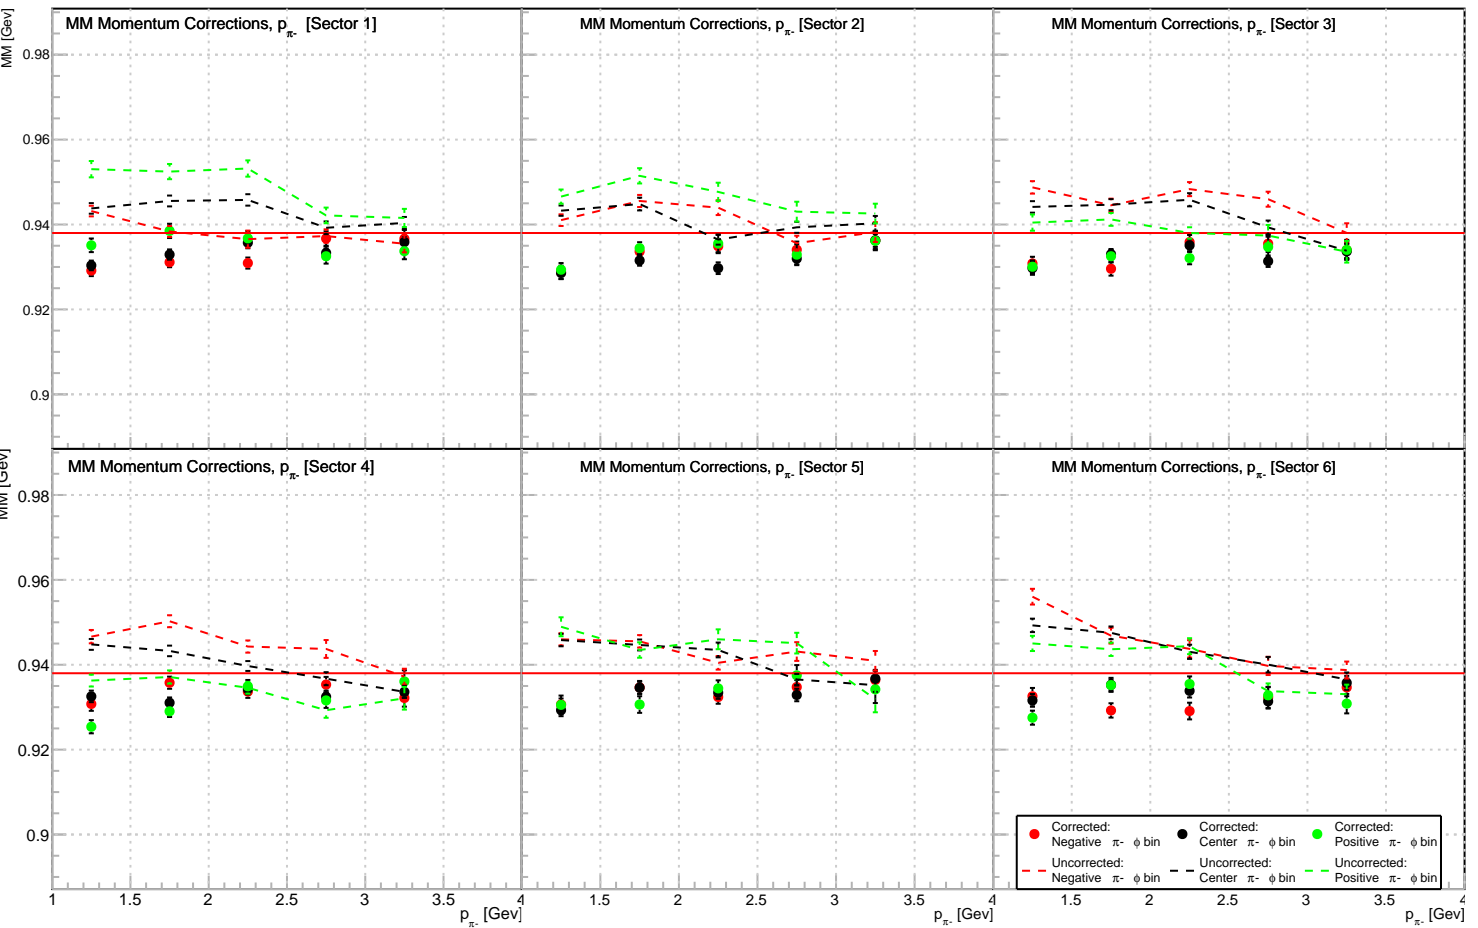 MM Momentum Corrections, pπ- [Sector 1]
MM Momentum Corrections, pπ- [Sector 2]
MM Momentum Corrections, pπ- [Sector 3]
MM [Gev]
0.98
0.96
0.94
0.92
0.9
MM Momentum Corrections, pπ- [Sector 4]
MM Momentum Corrections, pπ- [Sector 5]
MM Momentum Corrections, pπ- [Sector 6]
MM [Gev]
0.98
0.96
0.94
0.92
0.9
Corrected: Negative π- ϕ bin
Corrected: Center π- ϕ bin
Corrected: Positive π- ϕ bin
Uncorrected: Negative π- ϕ bin
Uncorrected: Center π- ϕ bin
Uncorrected: Positive π- ϕ bin
1 1.5 2 2.5 3 3.5 4
pπ- [Gev]
1.5 2 2.5 3 3.5 4
pπ- [Gev]
1.5 2 2.5 3 3.5 4
pπ- [Gev]